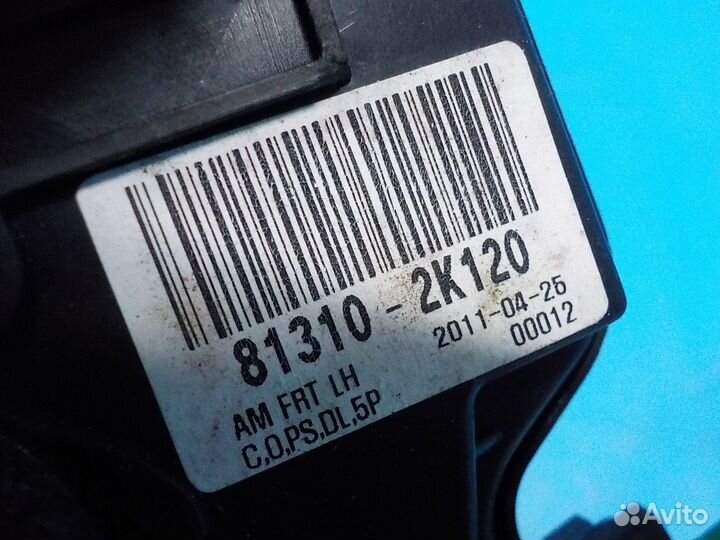 81310-2K120
2011-04-25
00012
AM FRT LH
C,O,PS,DL,5P
Avito